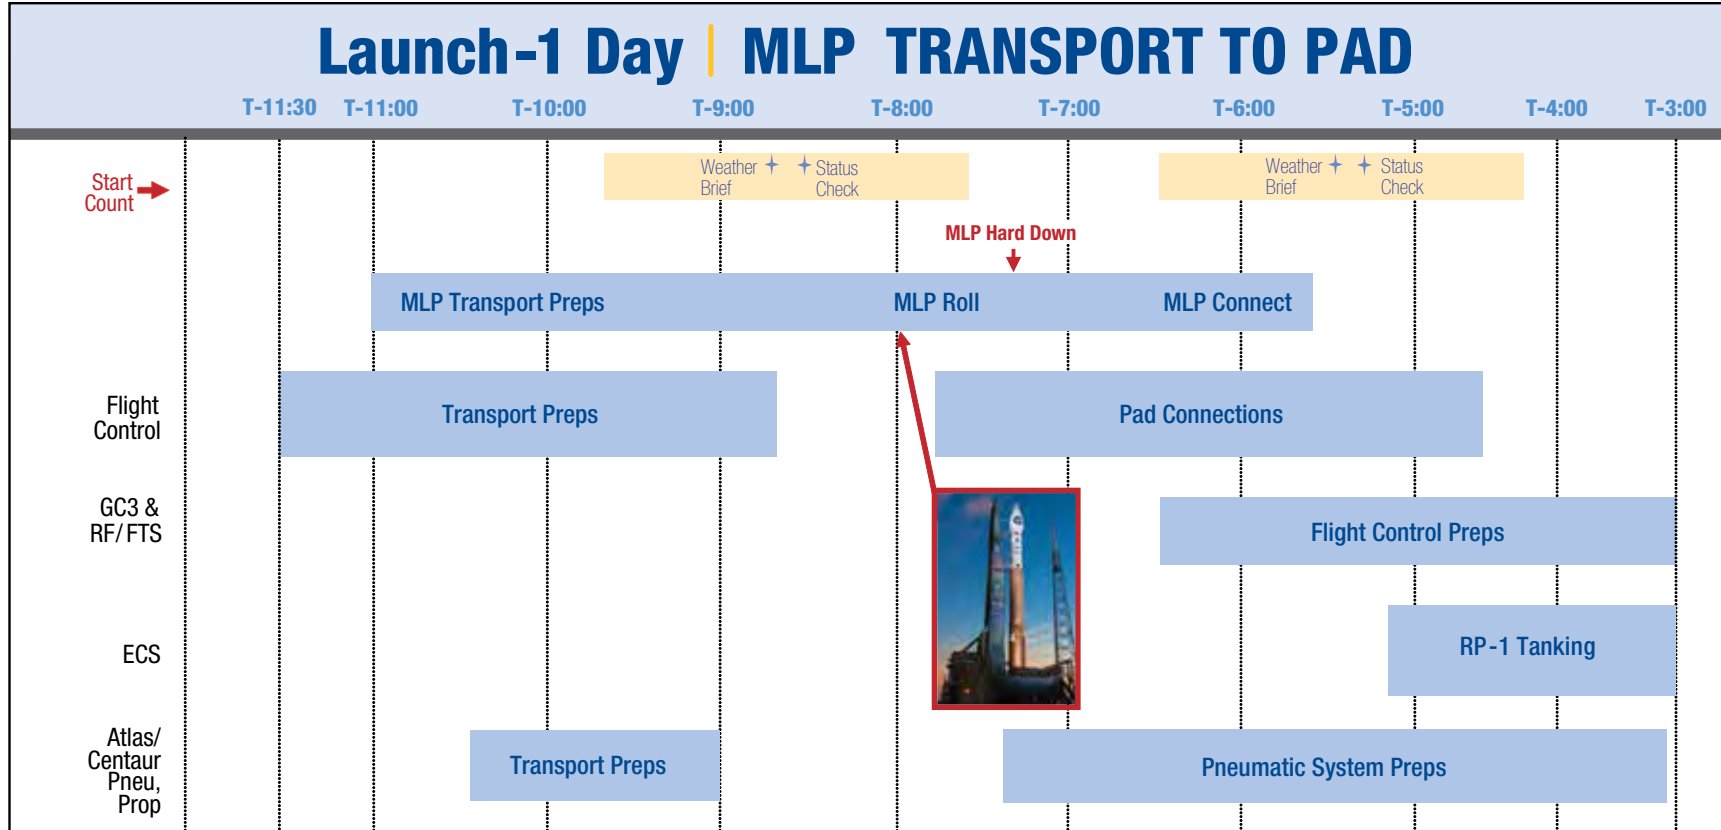 Launch-1 Day | MLP TRANSPORT TO PAD
T-11:30 T-11:00 T-10:00 T-9:00 T-8:00 T-7:00 T-6:00 T-5:00 T-4:00 T-3:00
Start
Count
Weather
Brief
Status
Check
Weather
Brief
Status
Check
MLP Hard Down
MLP Transport Preps MLP Roll MLP Connect
Flight
Control
Transport Preps Pad Connections
GC3 &
RF/FTS
Flight Control Preps
ECS
RP-1 Tanking
Atlas/
Centaur
Pneu,
Prop
Transport Preps Pneumatic System Preps